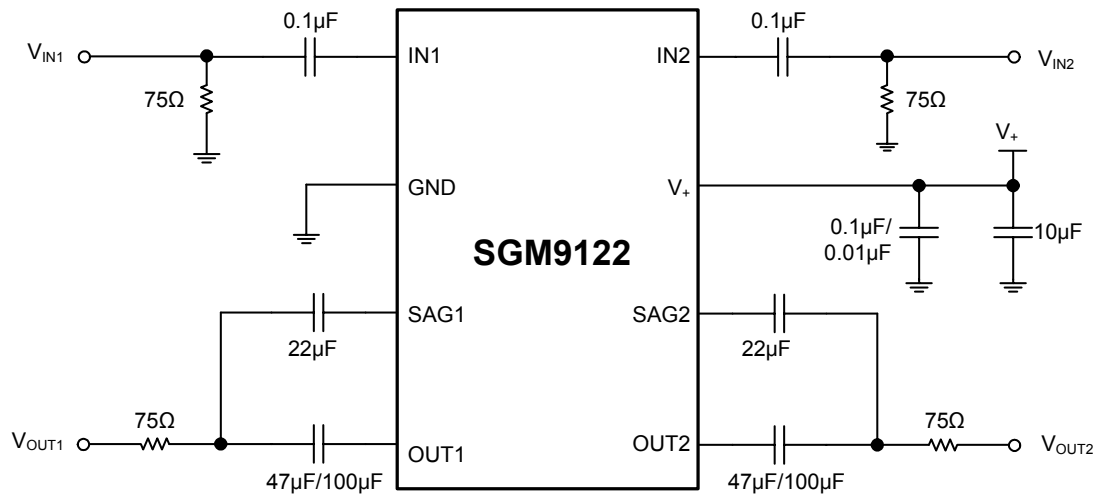 0.1µF
0.1µF
V_IN1
IN1
IN2
V_IN2
75Ω
75Ω
V₊
GND
V₊
0.1µF/
0.01µF
10µF
SGM9122
SAG1
SAG2
22µF
22µF
75Ω
75Ω
V_OUT1
OUT1
OUT2
V_OUT2
47µF/100µF
47µF/100µF